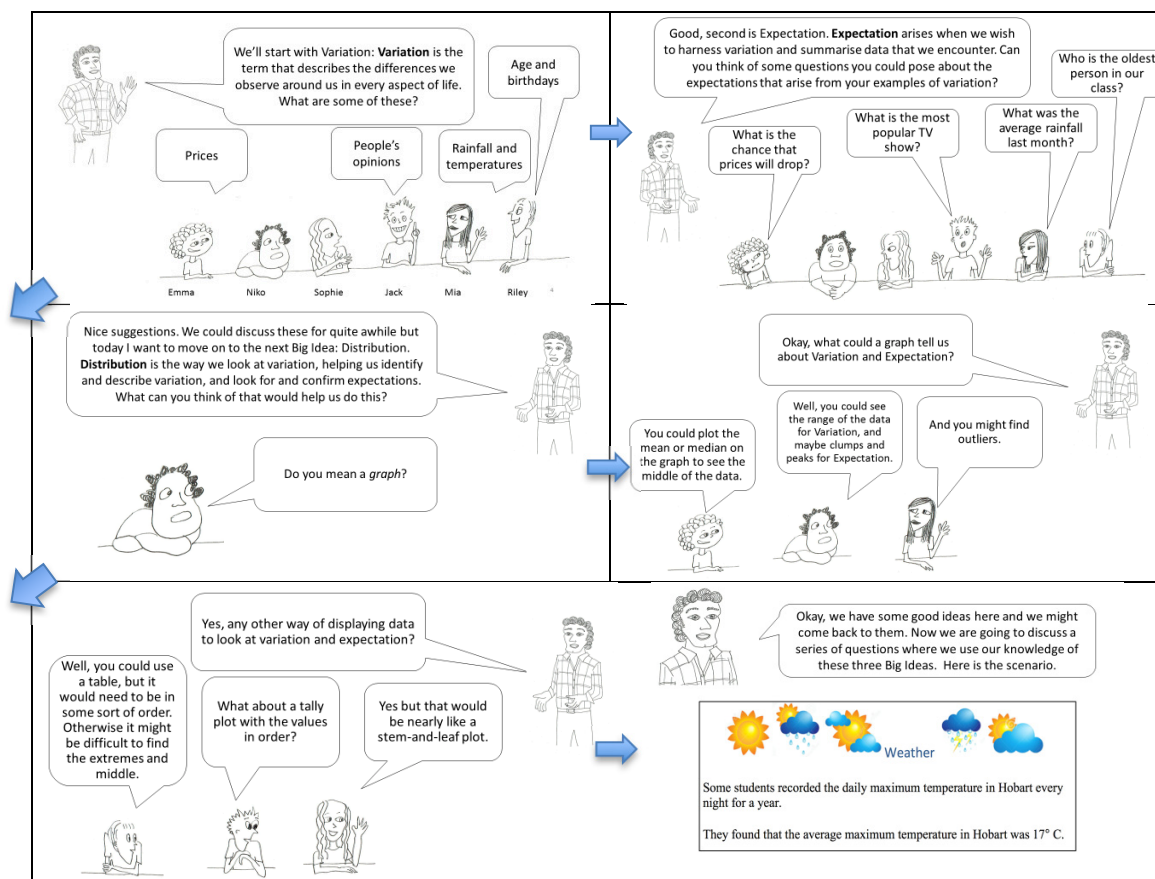 We'll start with Variation: Variation is the
term that describes the differences we
observe around us in every aspect of life.
What are some of these?
Prices
People's
opinions
Rainfall and
temperatures
Age and
birthdays
Emma
Niko
Sophie
Jack
Mia
Riley
4
Good, second is Expectation. Expectation arises when we wish
to harness variation and summarise data that we encounter. Can
you think of some questions you could pose about the
expectations that arise from your examples of variation?
What is the
chance that
prices will drop?
What is the most
popular TV
show?
What was the
average rainfall
last month?
Who is the oldest
person in our
class?
Nice suggestions. We could discuss these for quite awhile but
today I want to move on to the next Big Idea: Distribution.
Distribution is the way we look at variation, helping us identify
and describe variation, and look for and confirm expectations.
What can you think of that would help us do this?
Do you mean a graph?
Okay, what could a graph tell us
about Variation and Expectation?
You could plot the
mean or median on
the graph to see the
middle of the data.
Well, you could see
the range of the data
for Variation, and
maybe clumps and
peaks for Expectation.
And you might find
outliers.
Yes, any other way of displaying data
to look at variation and expectation?
Well, you could use
a table, but it
would need to be in
some sort of order.
Otherwise it might
be difficult to find
the extremes and
middle.
What about a tally
plot with the values
in order?
Yes but that would
be nearly like a
stem-and-leaf plot.
Okay, we have some good ideas here and we might
come back to them. Now we are going to discuss a
series of questions where we use our knowledge of
these three Big Ideas.  Here is the scenario.
Weather
Some students recorded the daily maximum temperature in Hobart every
night for a year.
They found that the average maximum temperature in Hobart was 17° C.